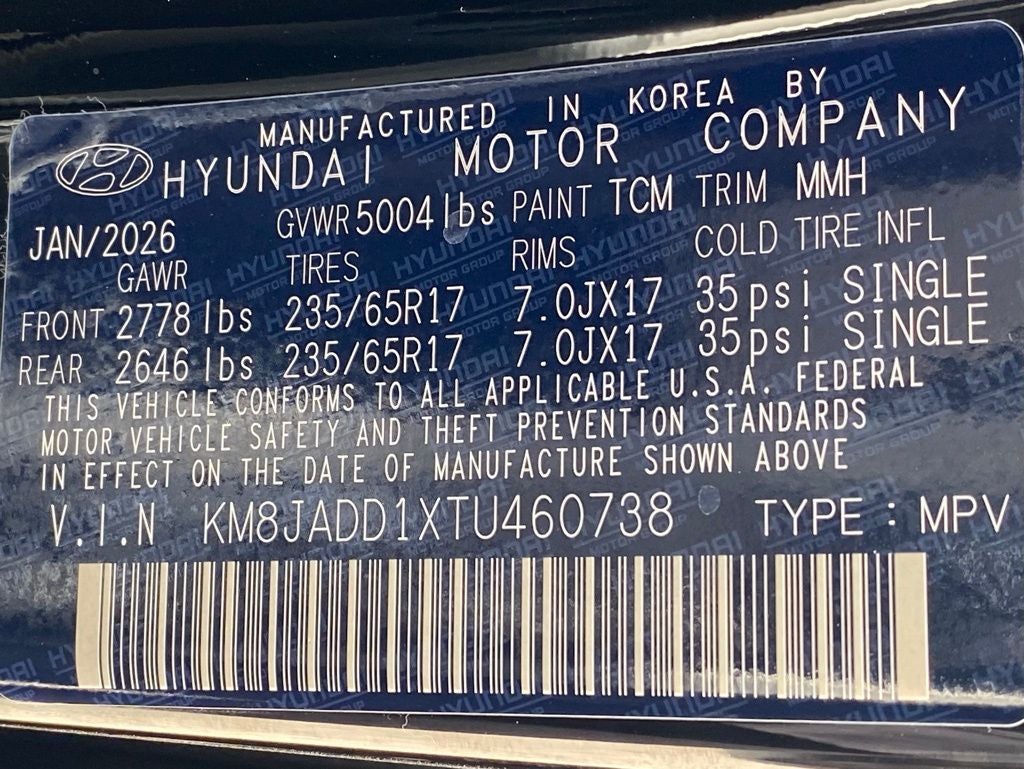 MANUFACTURED IN KOREA BY
HYUNDAI MOTOR COMPANY
JAN/2026 GVWR 5004 lbs PAINT TCM TRIM MMH
GAWR TIRES RIMS COLD TIRE INFL
FRONT 2778 lbs 235/65R17 7.0JX17 35psi SINGLE
REAR 2646 lbs 235/65R17 7.0JX17 35psi SINGLE
THIS VEHICLE CONFORMS TO ALL APPLICABLE U.S.A. FEDERAL
MOTOR VEHICLE SAFETY AND THEFT PREVENTION STANDARDS
IN EFFECT ON THE DATE OF MANUFACTURE SHOWN ABOVE
V.I.N KM8JADD1XTU460738 TYPE : MPV